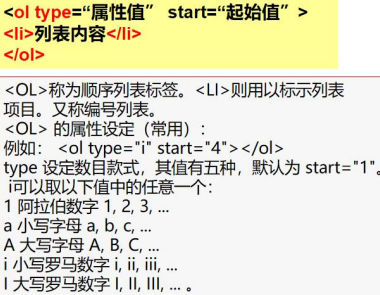 <ol type=“属性值” start=“起始值” >
<li>列表内容</li>
</ol>
<OL>称为顺序列表标签。<LI>则用以标示列表
项目。又称编号列表。
<OL> 的属性设定（常用）:
例如： <ol type="i" start="4"></ol>
type 设定数目款式，其值有五种，默认为 start="1"。
i可以取以下值中的任意一个：
1 阿拉伯数字 1, 2, 3, ...
a 小写字母 a, b, c, ...
A 大写字母 A, B, C, ...
i 小写罗马数字 i, ii, iii, ...
I 大写罗马数字 I, II, III, ... 。